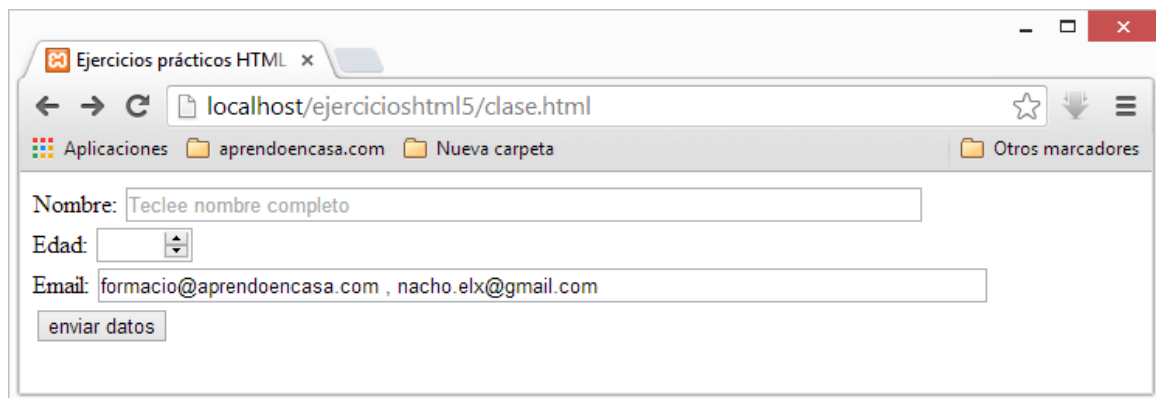 Ejercicios prácticos HTML
localhost/ejercicioshtml5/clase.html
Aplicaciones aprendoencasa.com Nueva carpeta Otros marcadores
Nombre: Teclee nombre completo
Edad:
Email: formacio@aprendoencasa.com , nacho.elx@gmail.com
enviar datos